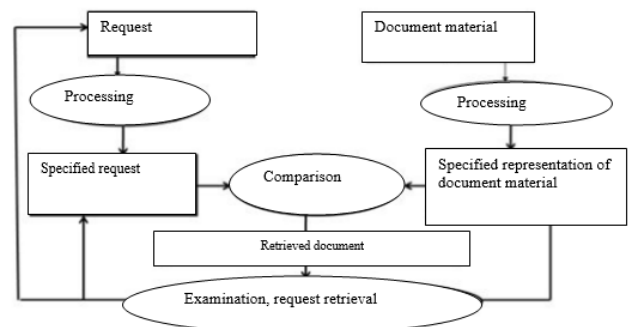 Request
Document material
Processing
Processing
Specified request
Comparison
Specified representation of
document material
Retrieved document
Examination, request retrieval